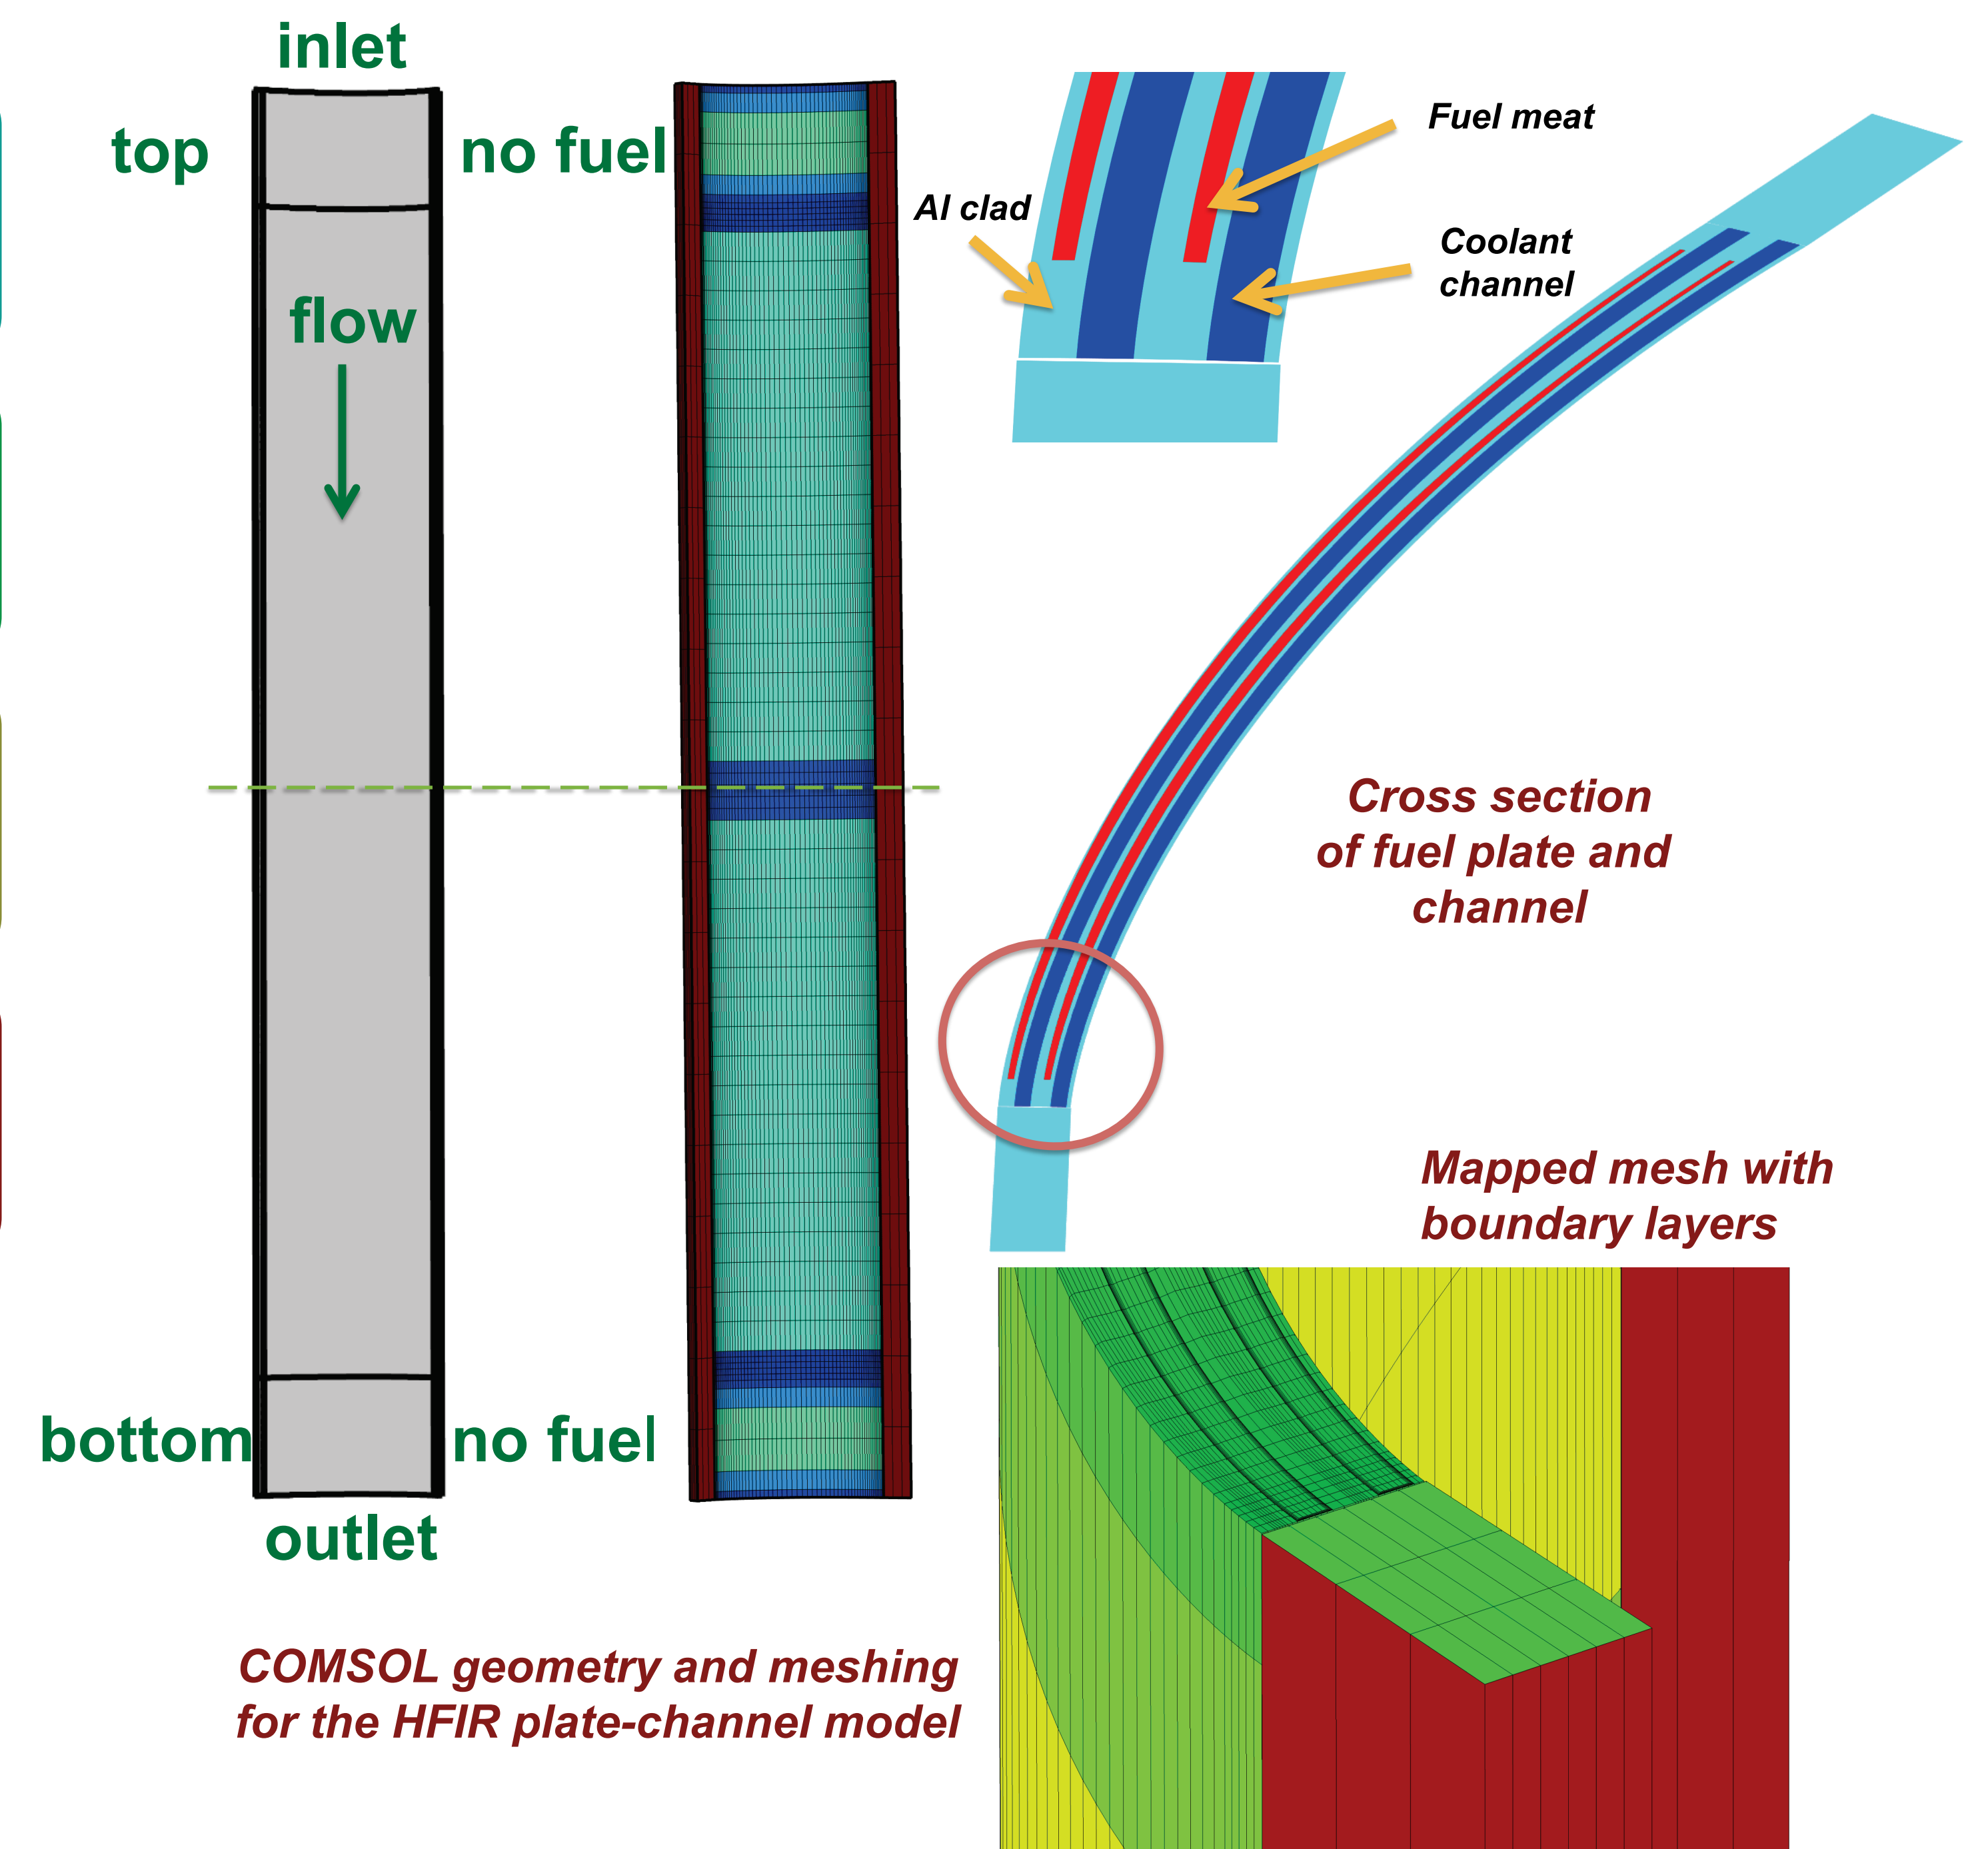 inlet
top
no fuel
flow
bottom
no fuel
outlet
COMSOL geometry and meshing
for the HFIR plate-channel model
Fuel meat
Al clad
Coolant
channel
Cross section
of fuel plate and
channel
Mapped mesh with
boundary layers